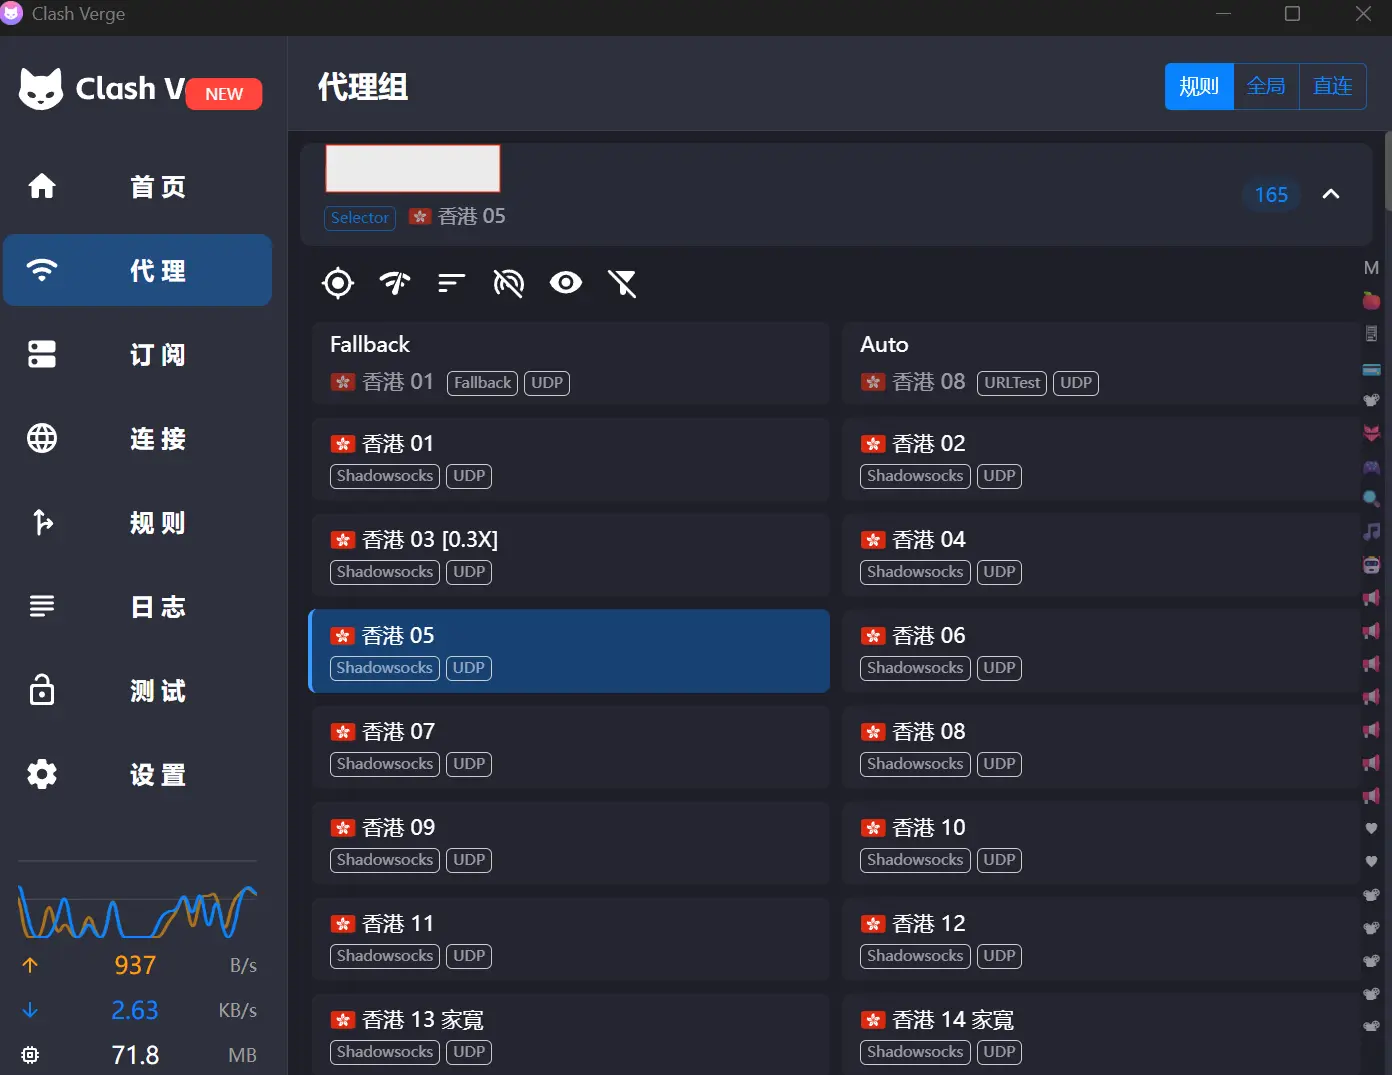 Clash Verge
Clash V
NEW
代理组
规则 全局 直连
首 页
代 理
订 阅
连 接
规 则
日 志
测 试
设 置
937 B/s
2.63 KB/s
71.8 MB
Selector 香港 05
165
M
Fallback
香港 01 Fallback UDP
Auto
香港 08 URLTest UDP
香港 01
Shadowsocks UDP
香港 02
Shadowsocks UDP
香港 03 [0.3X]
Shadowsocks UDP
香港 04
Shadowsocks UDP
香港 05
Shadowsocks UDP
香港 06
Shadowsocks UDP
香港 07
Shadowsocks UDP
香港 08
Shadowsocks UDP
香港 09
Shadowsocks UDP
香港 10
Shadowsocks UDP
香港 11
Shadowsocks UDP
香港 12
Shadowsocks UDP
香港 13 家寬
Shadowsocks UDP
香港 14 家寬
Shadowsocks UDP